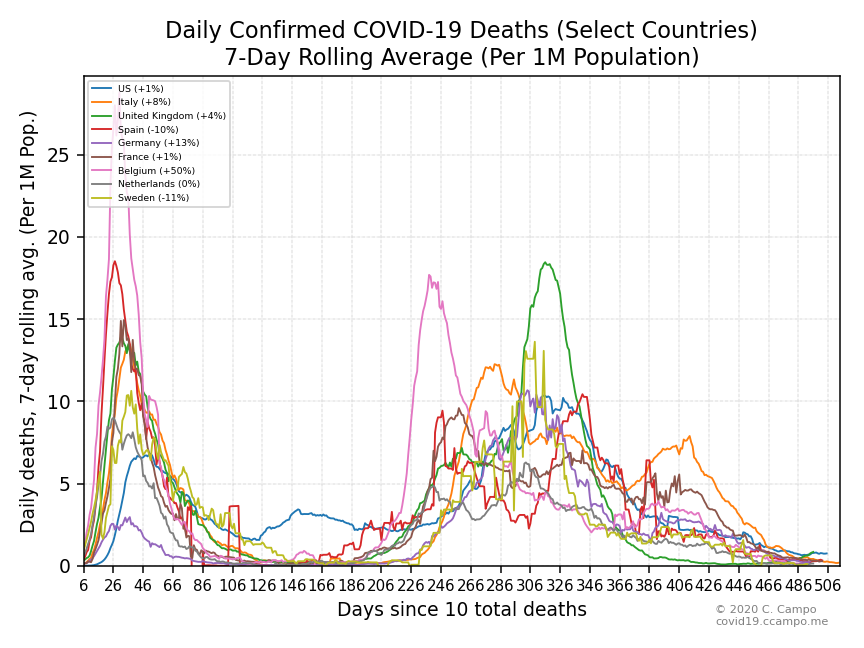 Daily Confirmed COVID-19 Deaths (Select Countries)
7-Day Rolling Average (Per 1M Population)
US (+1%)
Italy (+8%)
United Kingdom (+4%)
Spain (-10%)
Germany (+13%)
France (+1%)
Belgium (+50%)
Netherlands (0%)
Sweden (-11%)
Daily deaths, 7-day rolling avg. (Per 1M Pop.)
25
20
15
10
5
0
6 26 46 66 86 106 126 146 166 186 206 226 246 266 286 306 326 346 366 386 406 426 446 466 486 506
Days since 10 total deaths
© 2020 C. Campo
covid19.ccampo.me